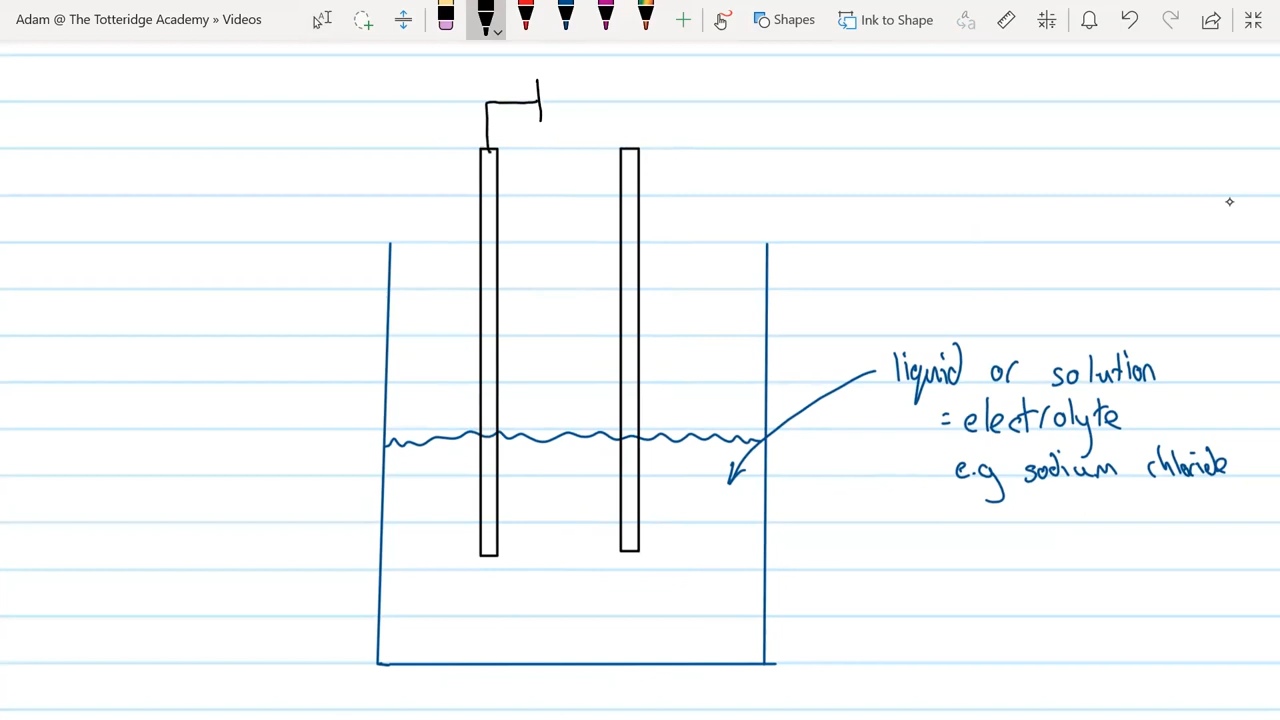 Adam @ The Totteridge Academy » Videos
Shapes
Ink to Shape
liquid or solution
= electrolyte
e.g sodium chloride